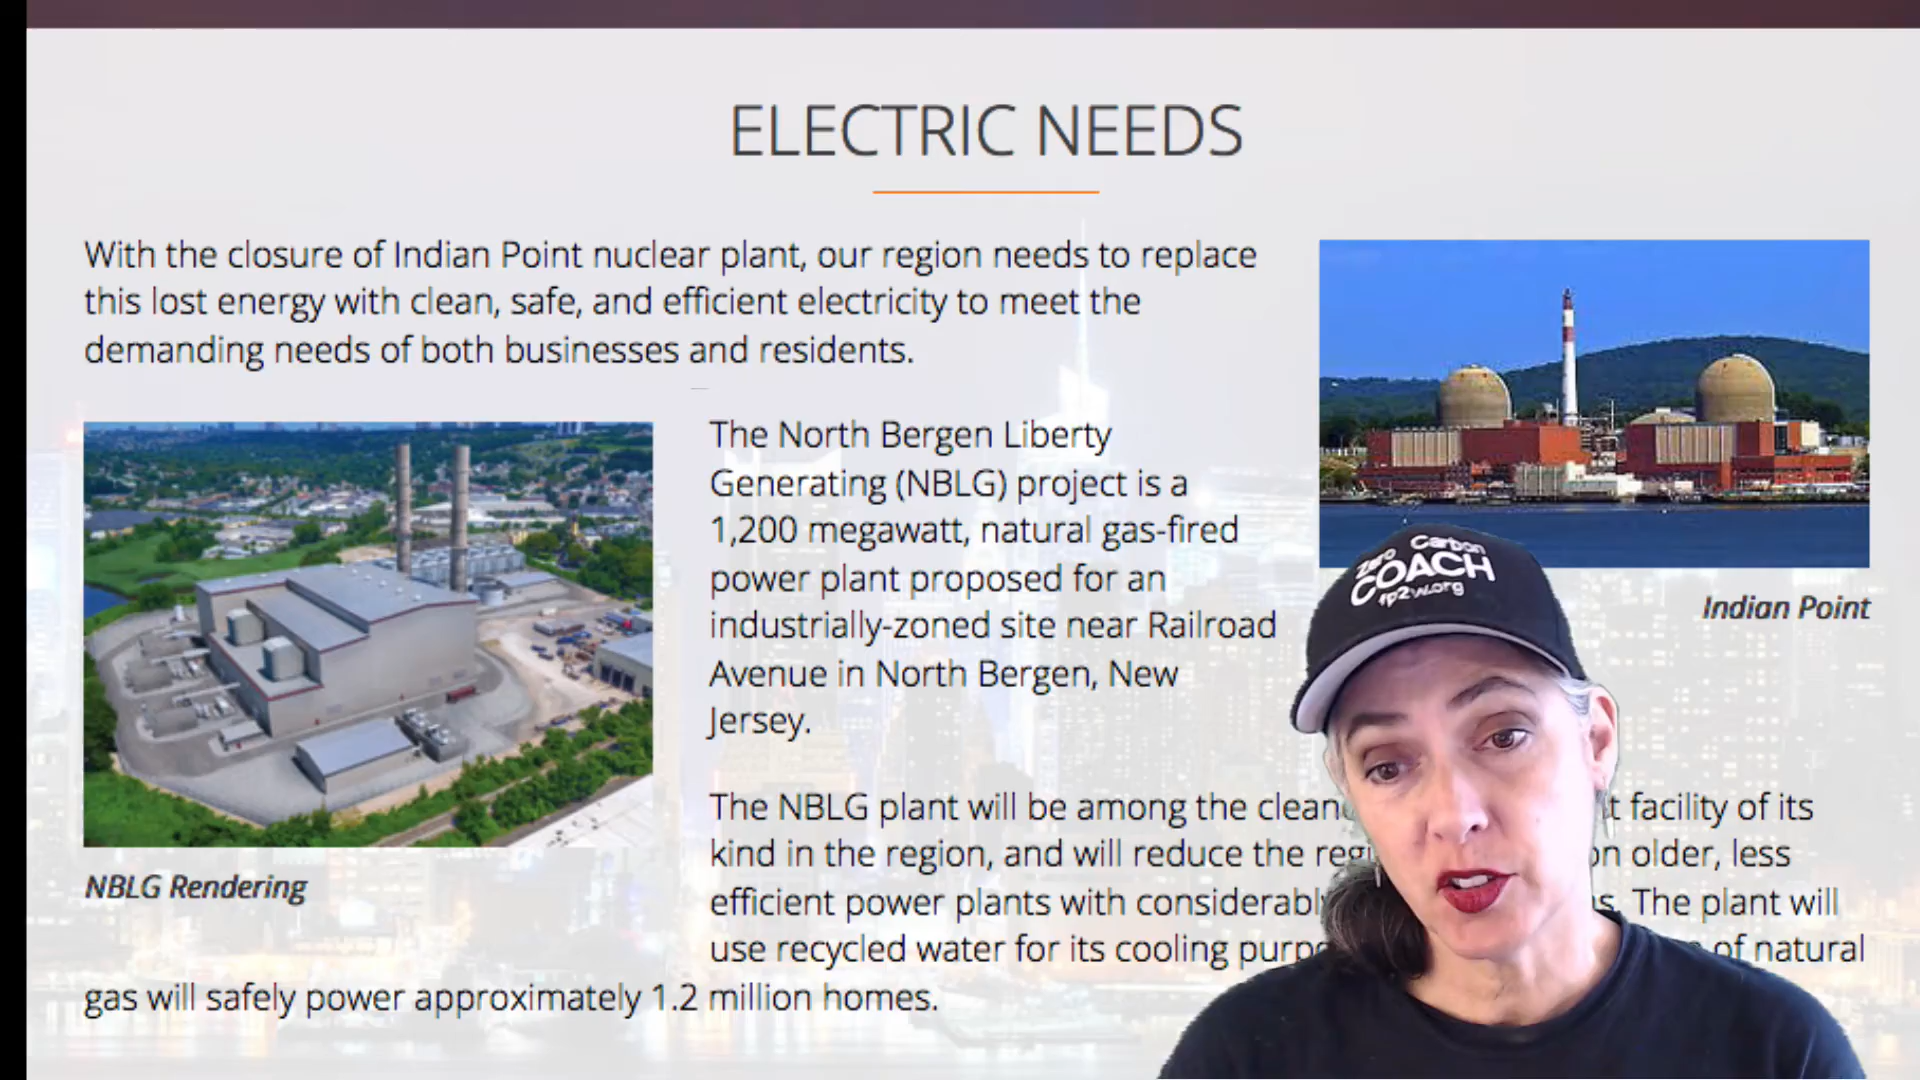 ELECTRIC NEEDS
With the closure of Indian Point nuclear plant, our region needs to replace
this lost energy with clean, safe, and efficient electricity to meet the
demanding needs of both businesses and residents.
The North Bergen Liberty
Generating (NBLG) project is a
1,200 megawatt, natural gas-fired
power plant proposed for an
industrially-zoned site near Railroad
Avenue in North Bergen, New
Jersey.
Indian Point
Zero Carbon
COACH
fp2w.org
The NBLG plant will be among the facility of its
kind in the region, and will reduce the older, less
efficient power plants with The plant will
use recycled water for its cooling of natural
gas will safely power approximately 1.2 million homes.
NBLG Rendering